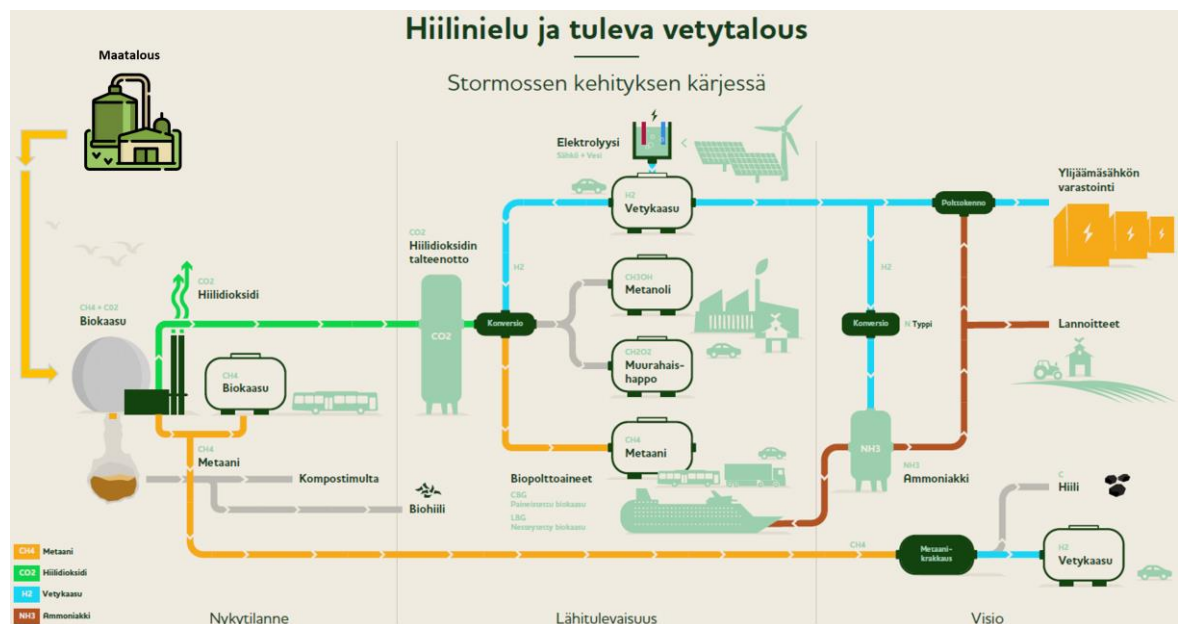 Hiilinielu ja tuleva vetytalous
Stormossen kehityksen kärjessä
Maatalous
CH4 + CO2
Biokaasu
CO2
Hiilidioksidi
CH4
Biokaasu
CH4
Metaani
Kompostimulta
Biohiili
CH4 Metaani
CO2 Hiilidioksidi
H2 Vetykaasu
NH3 Ammoniakki
Nykytilanne
CO2
Hiilidioksidin
talteenotto
CO2
Konversio
H2
Elektrolyysi
Sähkö + Vesi
H2
Vetykaasu
CH3OH
Metanoli
CH2O2
Muurahais-
happo
CH4
Metaani
Biopolttoaineet
CBG
Paineistettu biokaasu
LBG
Nesteytetty biokaasu
Lähitulevaisuus
Polttokenno
Ylijäämäsähkön
varastointi
H2
Konversio
N Typpi
Lannoitteet
NH3
NH3
Ammoniakki
C
Hiili
CH4
Metaani-
krakkaus
H2
Vetykaasu
Visio